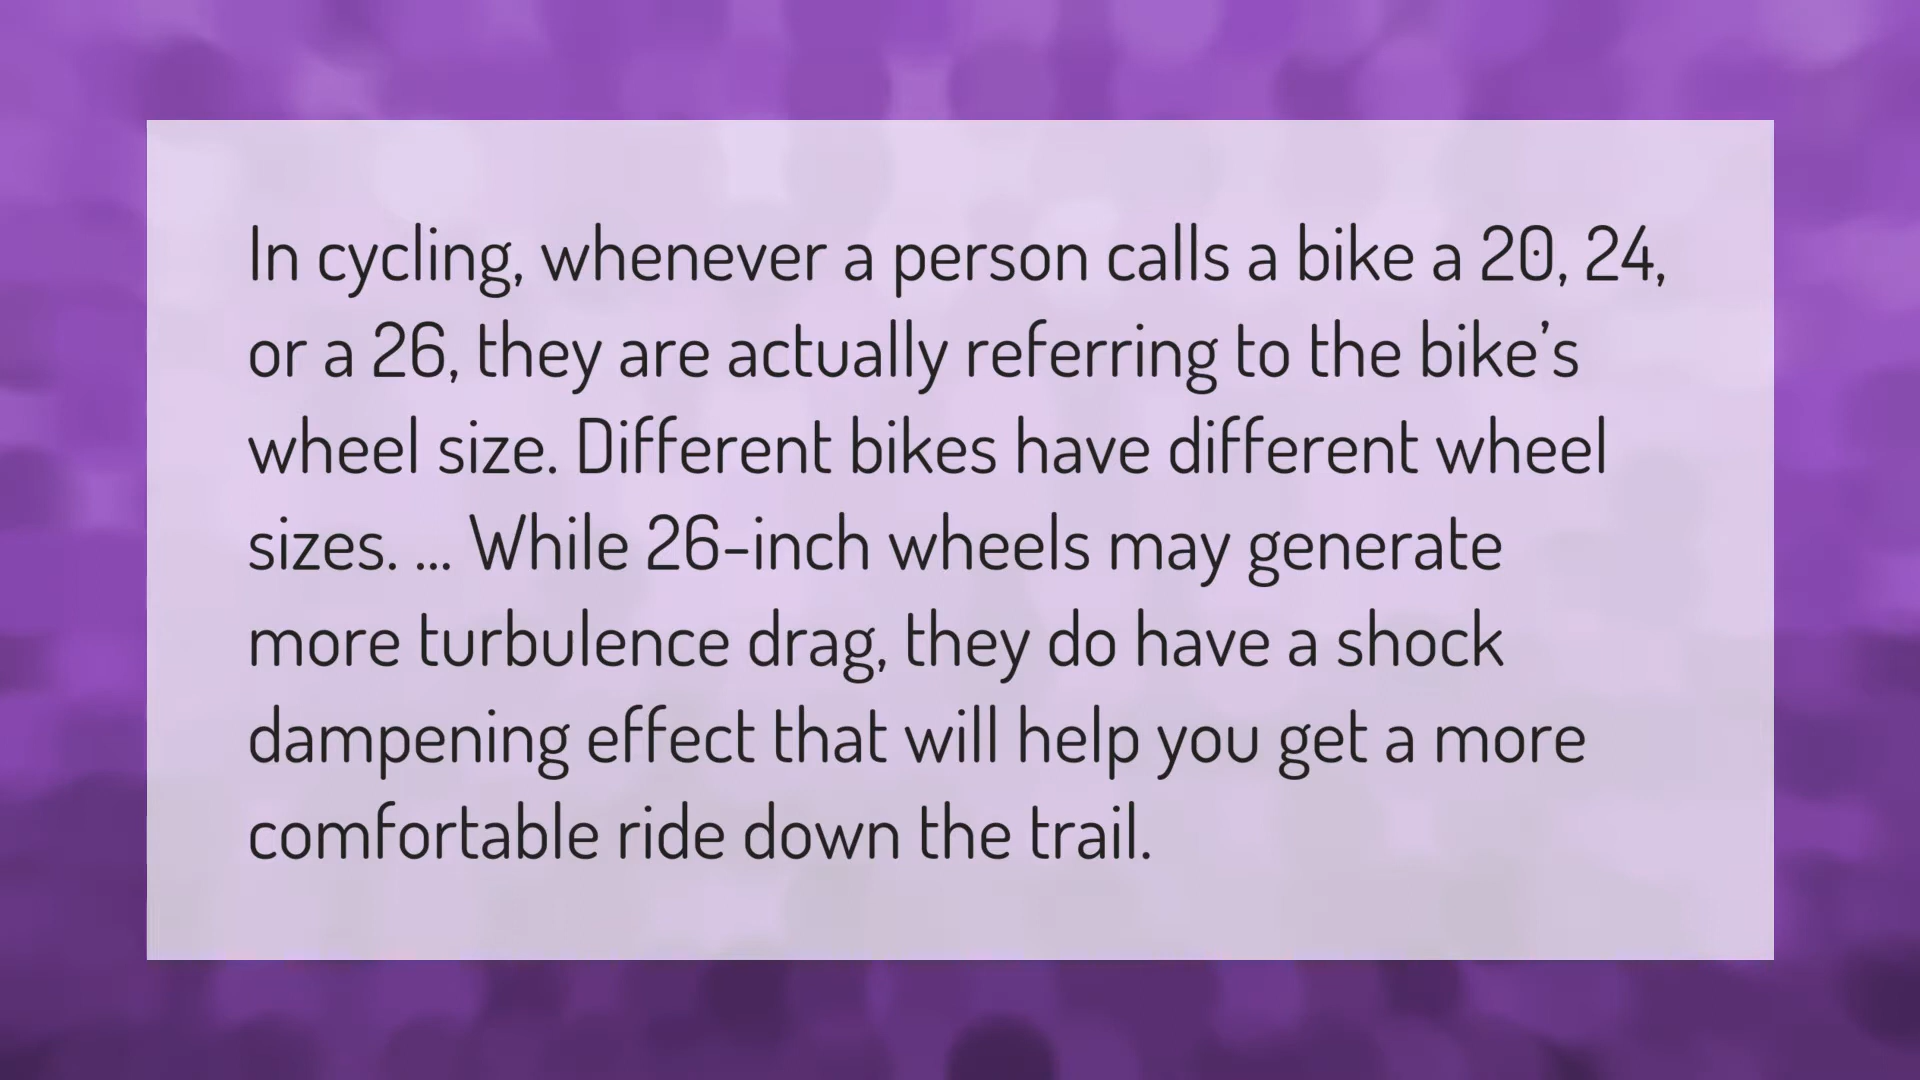 In cycling, whenever a person calls a bike a 20, 24,
or a 26, they are actually referring to the bike’s
wheel size. Different bikes have different wheel
sizes. ... While 26-inch wheels may generate
more turbulence drag, they do have a shock
dampening effect that will help you get a more
comfortable ride down the trail.